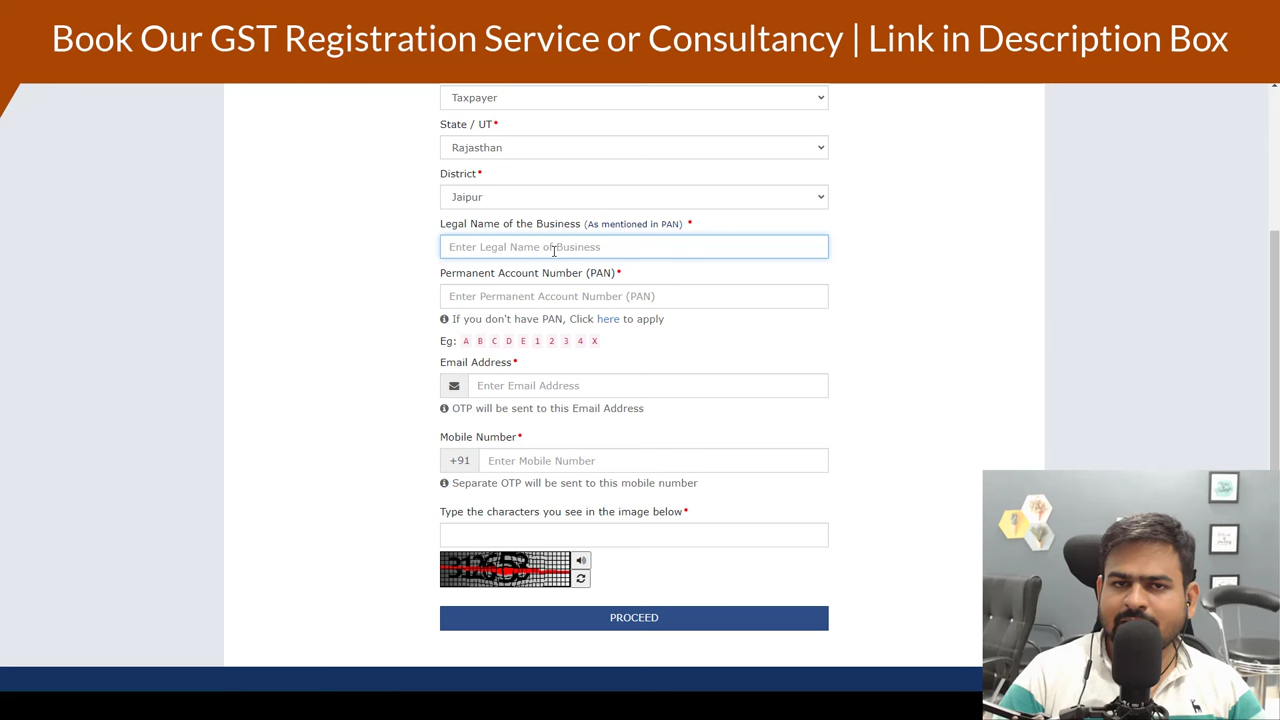 Book Our GST Registration Service or Consultancy | Link in Description Box
Taxpayer
State / UT*
Rajasthan
District*
Jaipur
Legal Name of the Business (As mentioned in PAN) *
Enter Legal Name of Business
Permanent Account Number (PAN)*
Enter Permanent Account Number (PAN)
If you don't have PAN, Click here to apply
Eg: A B C D E 1 2 3 4 X
Email Address*
Enter Email Address
OTP will be sent to this Email Address
Mobile Number*
+91 Enter Mobile Number
Separate OTP will be sent to this mobile number
Type the characters you see in the image below*
PROCEED